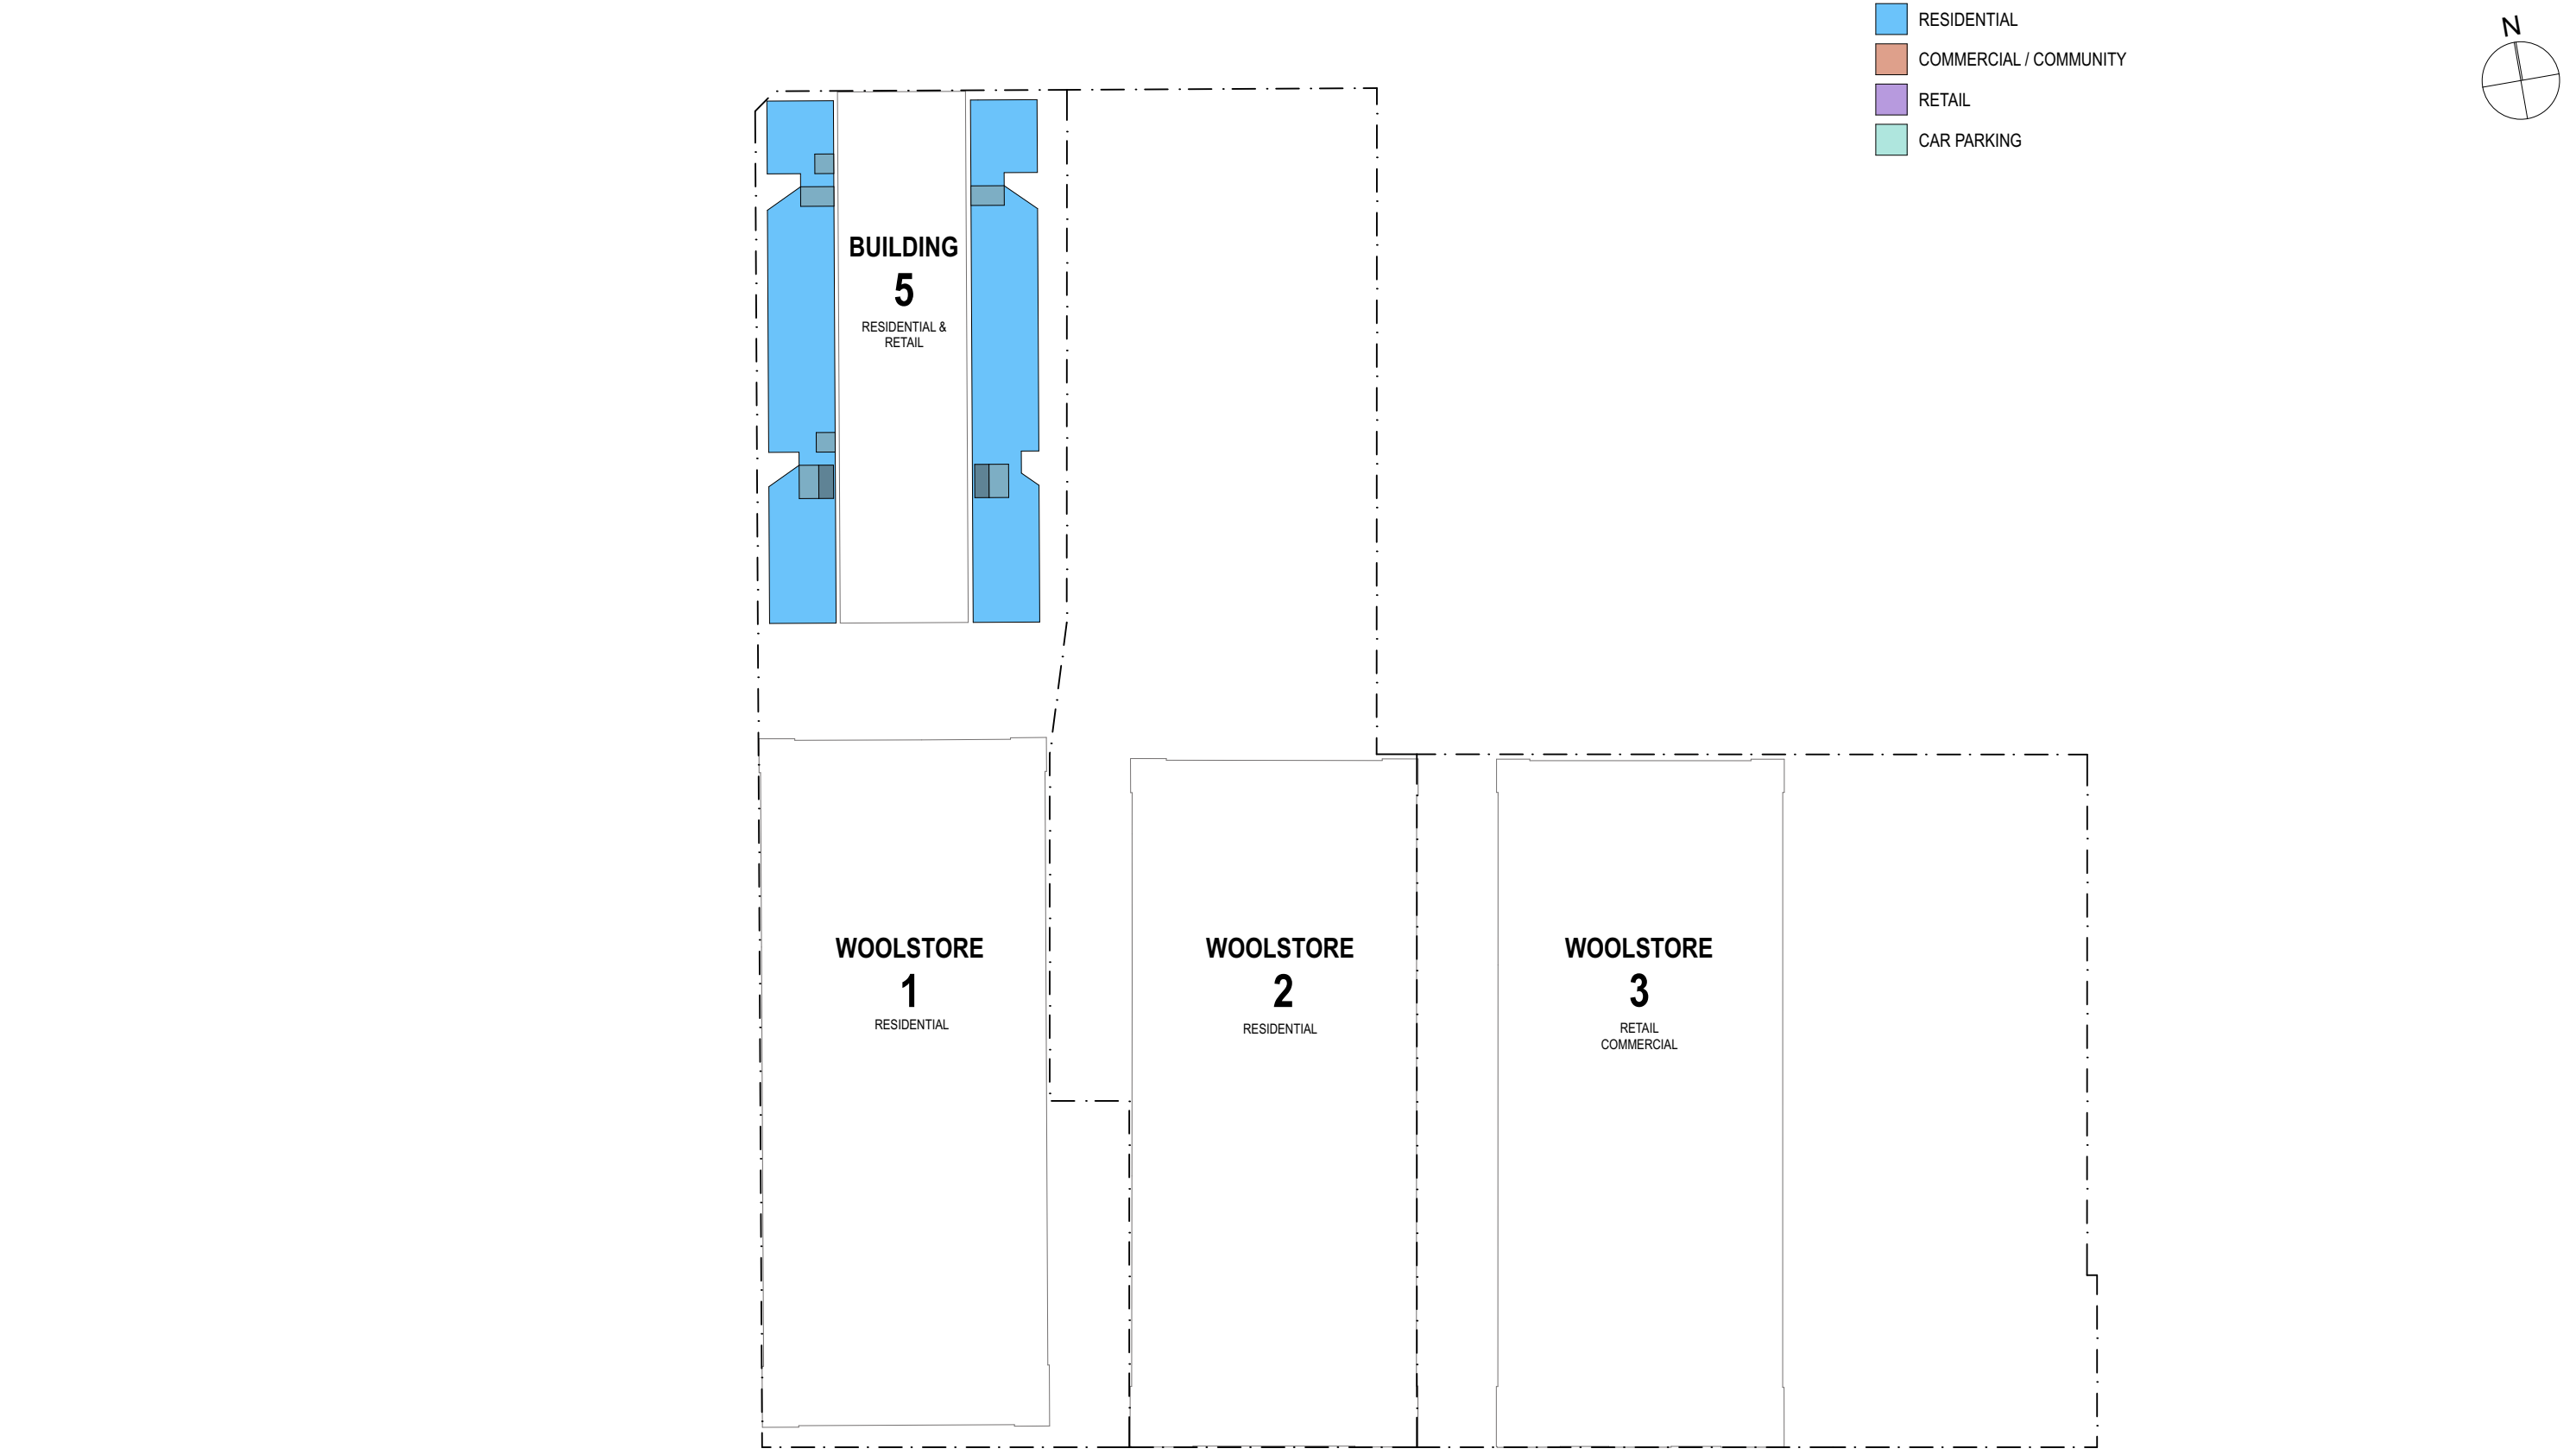 RESIDENTIAL
COMMERCIAL / COMMUNITY
RETAIL
CAR PARKING
N
BUILDING
5
RESIDENTIAL &
RETAIL
WOOLSTORE
1
RESIDENTIAL
WOOLSTORE
2
RESIDENTIAL
WOOLSTORE
3
RETAIL
COMMERCIAL